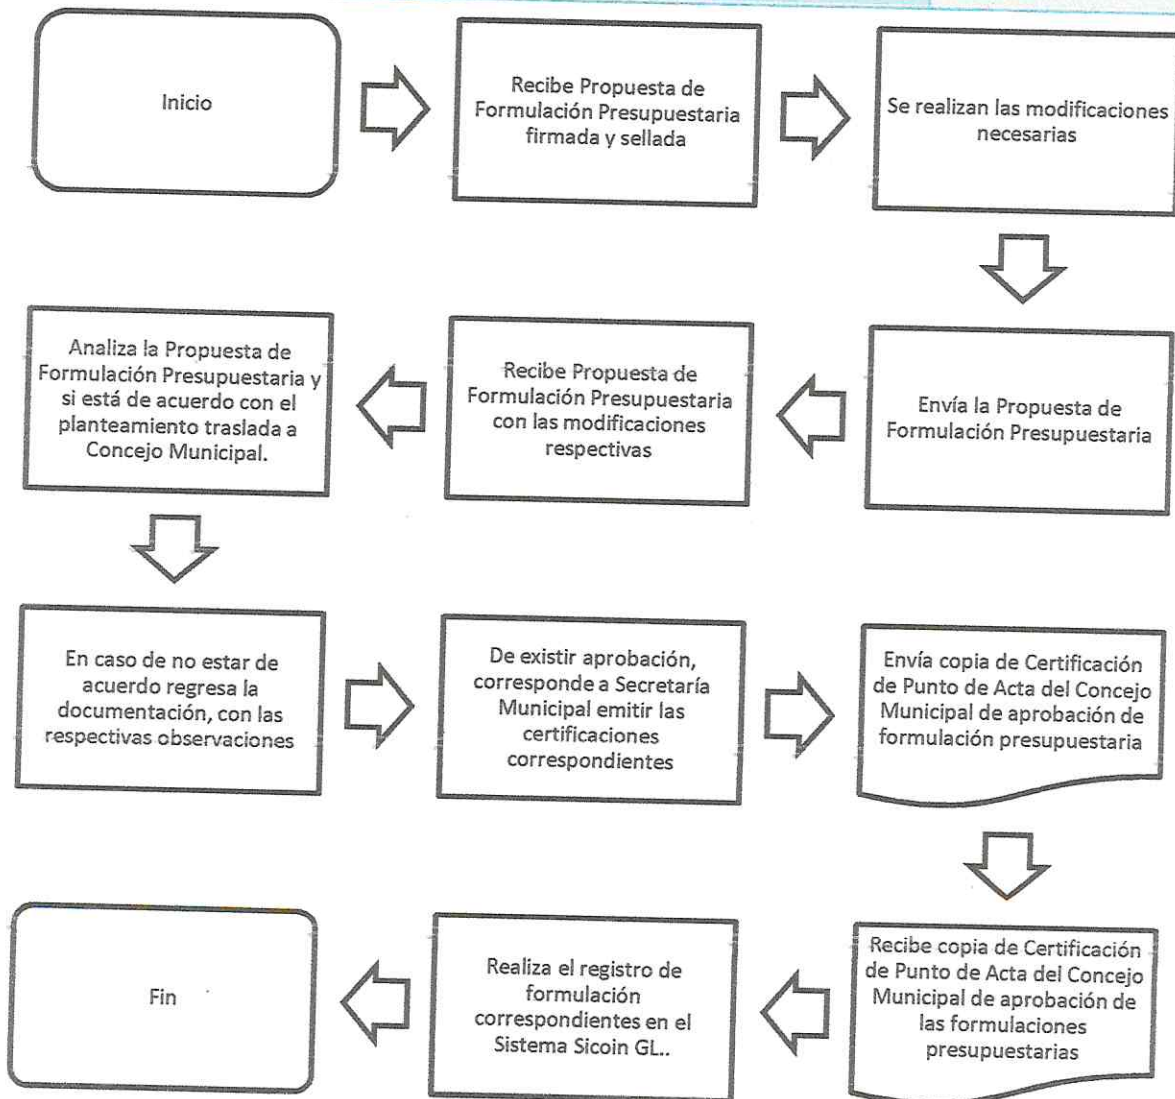 Inicio
Recibe Propuesta de
Formulación Presupuestaria
firmada y sellada
Se realizan las modificaciones
necesarias
Envía la Propuesta de
Formulación Presupuestaria
Recibe Propuesta de
Formulación Presupuestaria
con las modificaciones
respectivas
Analiza la Propuesta de
Formulación Presupuestaria y
si está de acuerdo con el
planteamiento traslada a
Concejo Municipal.
En caso de no estar de
acuerdo regresa la
documentación, con las
respectivas observaciones
De existir aprobación,
corresponde a Secretaría
Municipal emitir las
certificaciones
correspondientes
Envía copia de Certificación
de Punto de Acta del Concejo
Municipal de aprobación de
formulación presupuestaria
Recibe copia de Certificación
de Punto de Acta del Concejo
Municipal de aprobación de
las formulaciones
presupuestarias
Realiza el registro de
formulación
correspondientes en el
Sistema Sicoin GL..
Fin